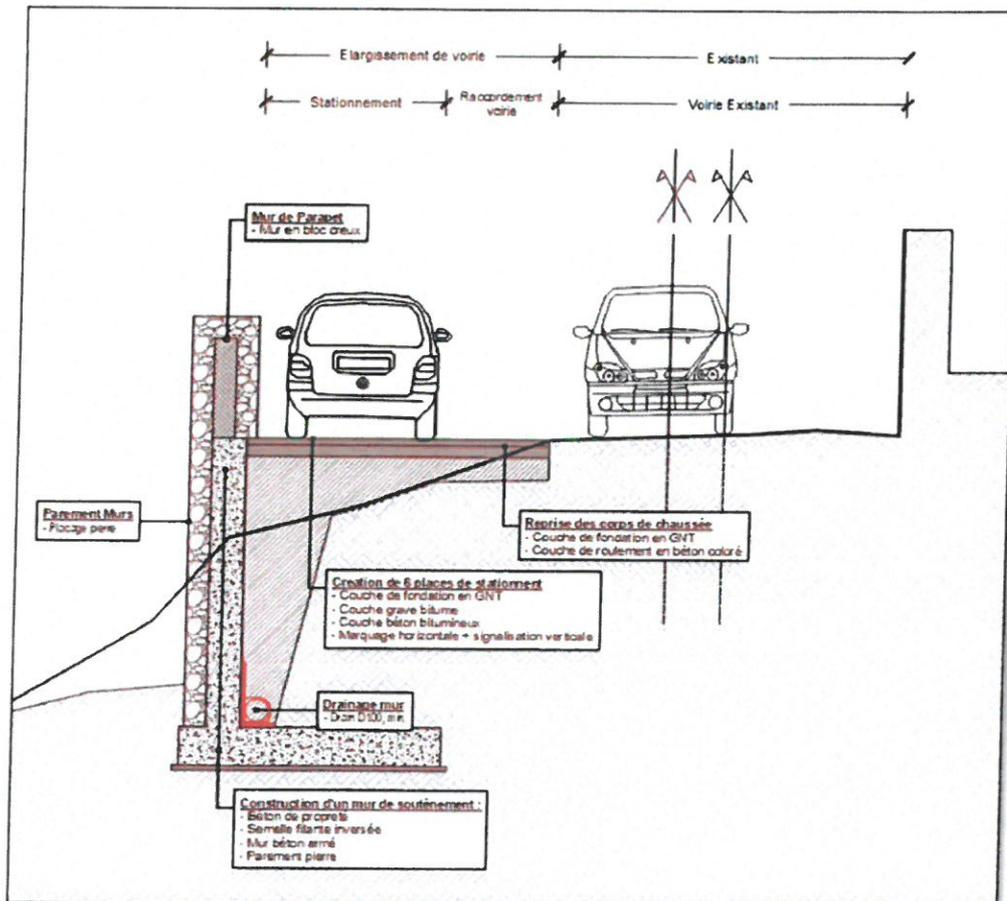 Elargissement de voirie
Existant
Stationnement
Raccordement
voirie
Voirie Existant
Mur de Parapet
- Mur en bloc creux
Parement Murs
- Placage pierre
Reprise des corps de chaussée
- Couche de fondation en GNT
- Couche de roulement en béton coloré
Creation de 6 places de stationment
- Couche de fondation en GNT
- Couche grave bitume
- Couche béton bitumineux
- Marquage horizontale + signalisation verticale
Drainage mur
- Drain D100, min
Construction d'un mur de soutènement :
- Béton de propreté
- Semelle filante inversée
- Mur béton armé
- Parement pierre